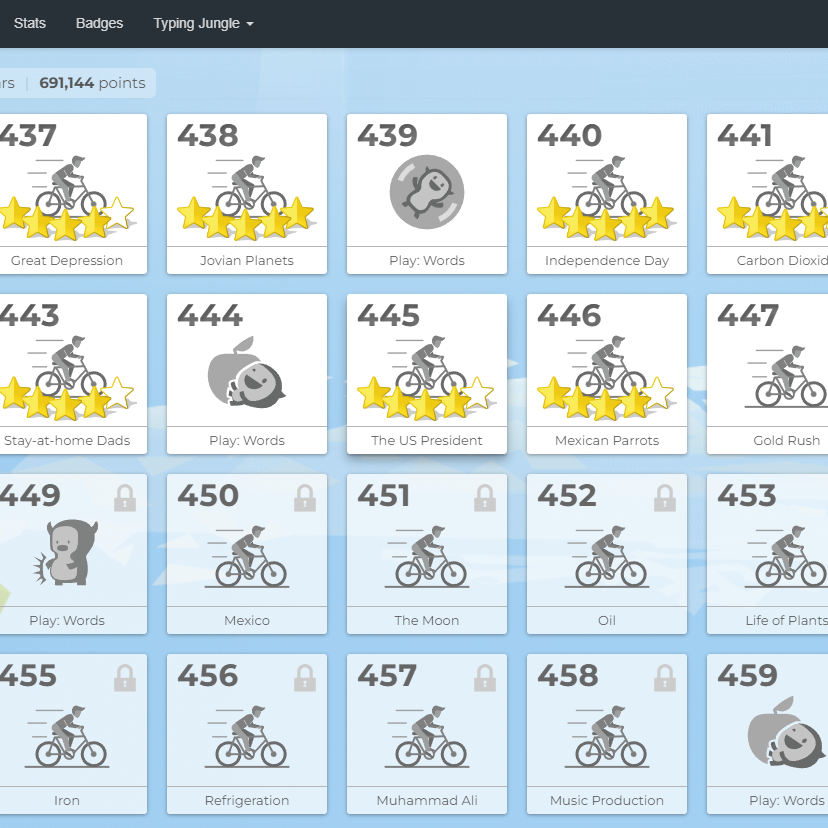 Stats Badges Typing Jungle
rs | 691,144 points
437 438 439 440 441
Great Depression Jovian Planets Play: Words Independence Day Carbon Dioxid
443 444 445 446 447
Stay-at-home Dads Play: Words The US President Mexican Parrots Gold Rush
449 450 451 452 453
Play: Words Mexico The Moon Oil Life of Plants
455 456 457 458 459
Iron Refrigeration Muhammad Ali Music Production Play: Words